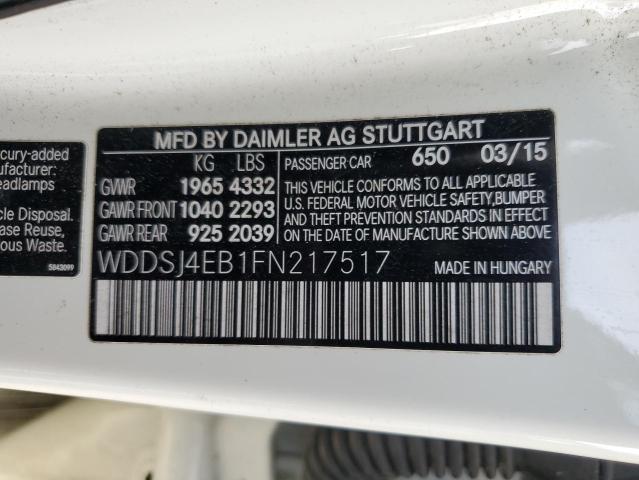 cury-added
anufacturer:
eadlamps
cle Disposal.
ase Reuse,
ous Waste.
5843099
MFD BY DAIMLER AG STUTTGART
KG LBS
GVWR 1965 4332
GAWR FRONT 1040 2293
GAWR REAR 925 2039
PASSENGER CAR 650 03/15
THIS VEHICLE CONFORMS TO ALL APPLICABLE
U.S. FEDERAL MOTOR VEHICLE SAFETY,BUMPER
AND THEFT PREVENTION STANDARDS IN EFFECT
ON THE DATE OF MANUFACTURE SHOWN ABOVE.
WDDSJ4EB1FN217517 MADE IN HUNGARY